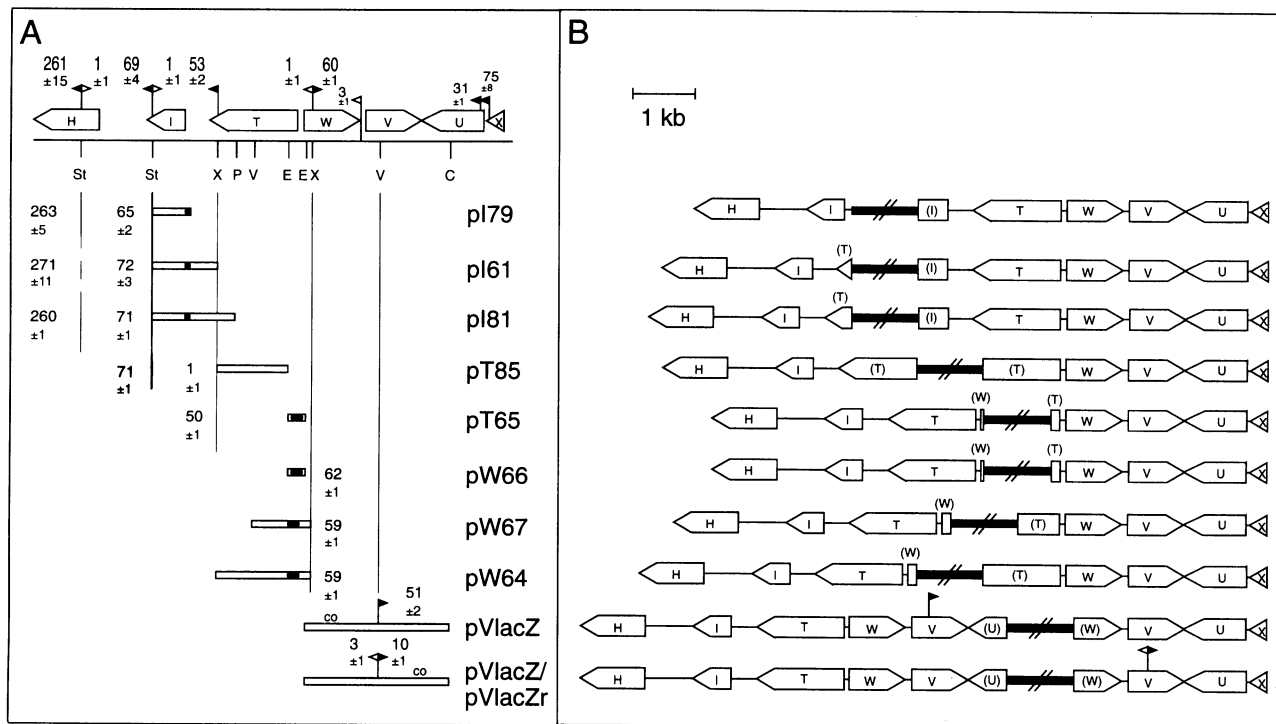 A
261 1 69 1 53 1 60 75
±15 ±1 ±4 ±1 ±2 ±1 ±1 3 ±1 31 ±1 ±8
H I T W V U X
St St X P V E E X V C
263 ±5 65 ±2 pI79
271 ±11 72 ±3 pI61
260 ±1 71 ±1 pI81
71 ±1 1 ±1 pT85
50 ±1 pT65
62 ±1 pW66
59 ±1 pW67
59 ±1 pW64
co 51 ±2 pVlacZ
3 ±1 10 ±1 co pVlacZ/
pVlacZr
B
1 kb
H I (I) T W V U X
(T)
H I (I) T W V U X
(T)
H I (I) T W V U X
H I (T) (T) W V U X
(W) (T)
H I T W V U X
(W) (T)
H I T W V U X
(W)
H I T (T) W V U X
(W)
H I T (T) W V U X
H I T W V (U) (W) V U X
H I T W V (U) (W) V U X